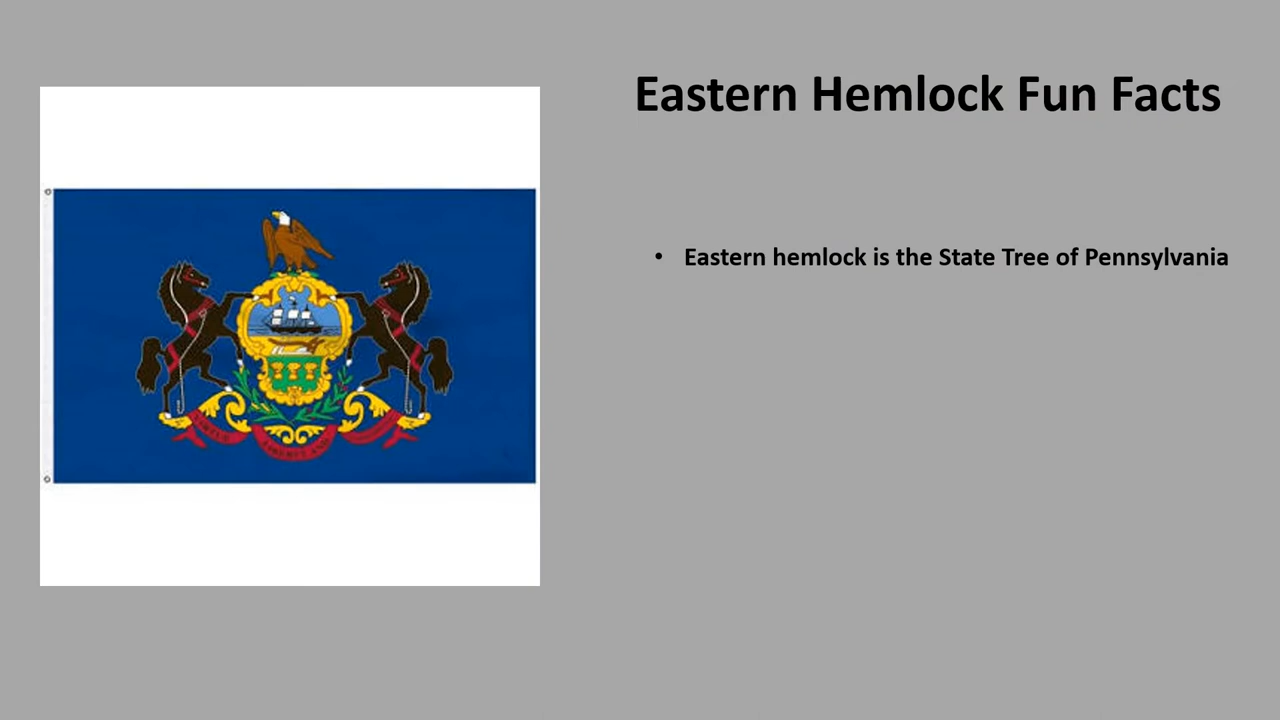 Eastern Hemlock Fun Facts
• Eastern hemlock is the State Tree of Pennsylvania